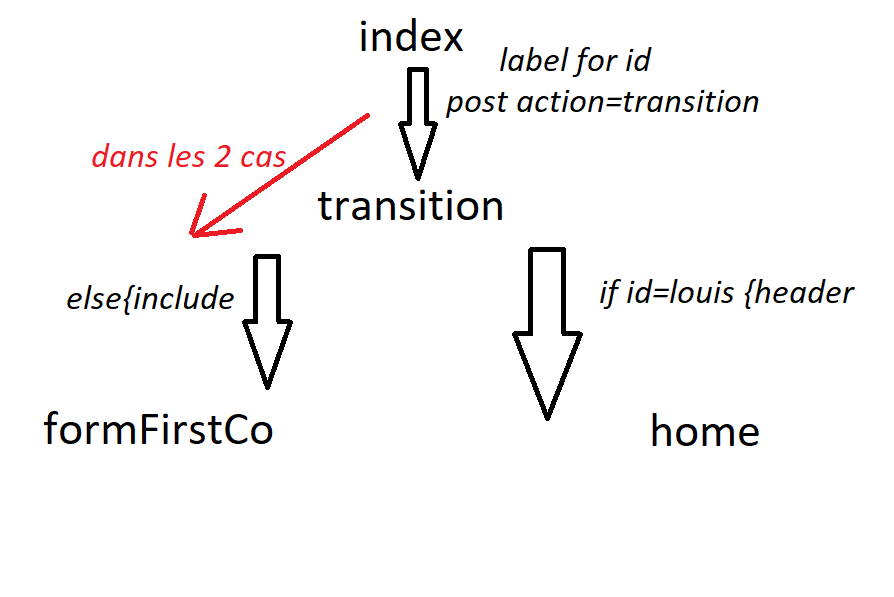 index
label for id
post action=transition
dans les 2 cas
transition
else{include
if id=louis {header
formFirstCo
home